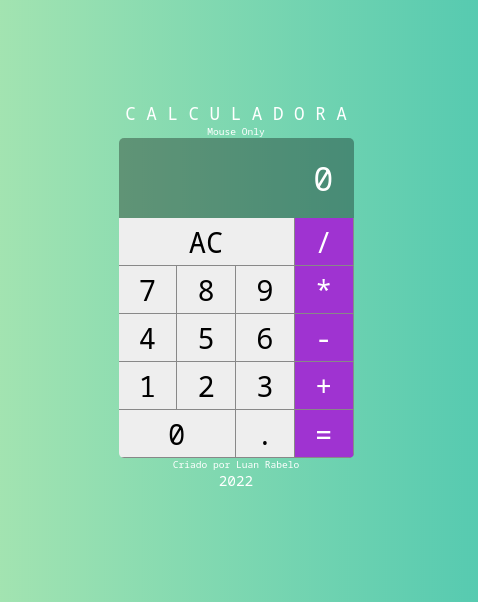 CALCULADORA
Mouse Only
0
AC /
7 8 9 *
4 5 6 -
1 2 3 +
0 . =
Criado por Luan Rabelo
2022